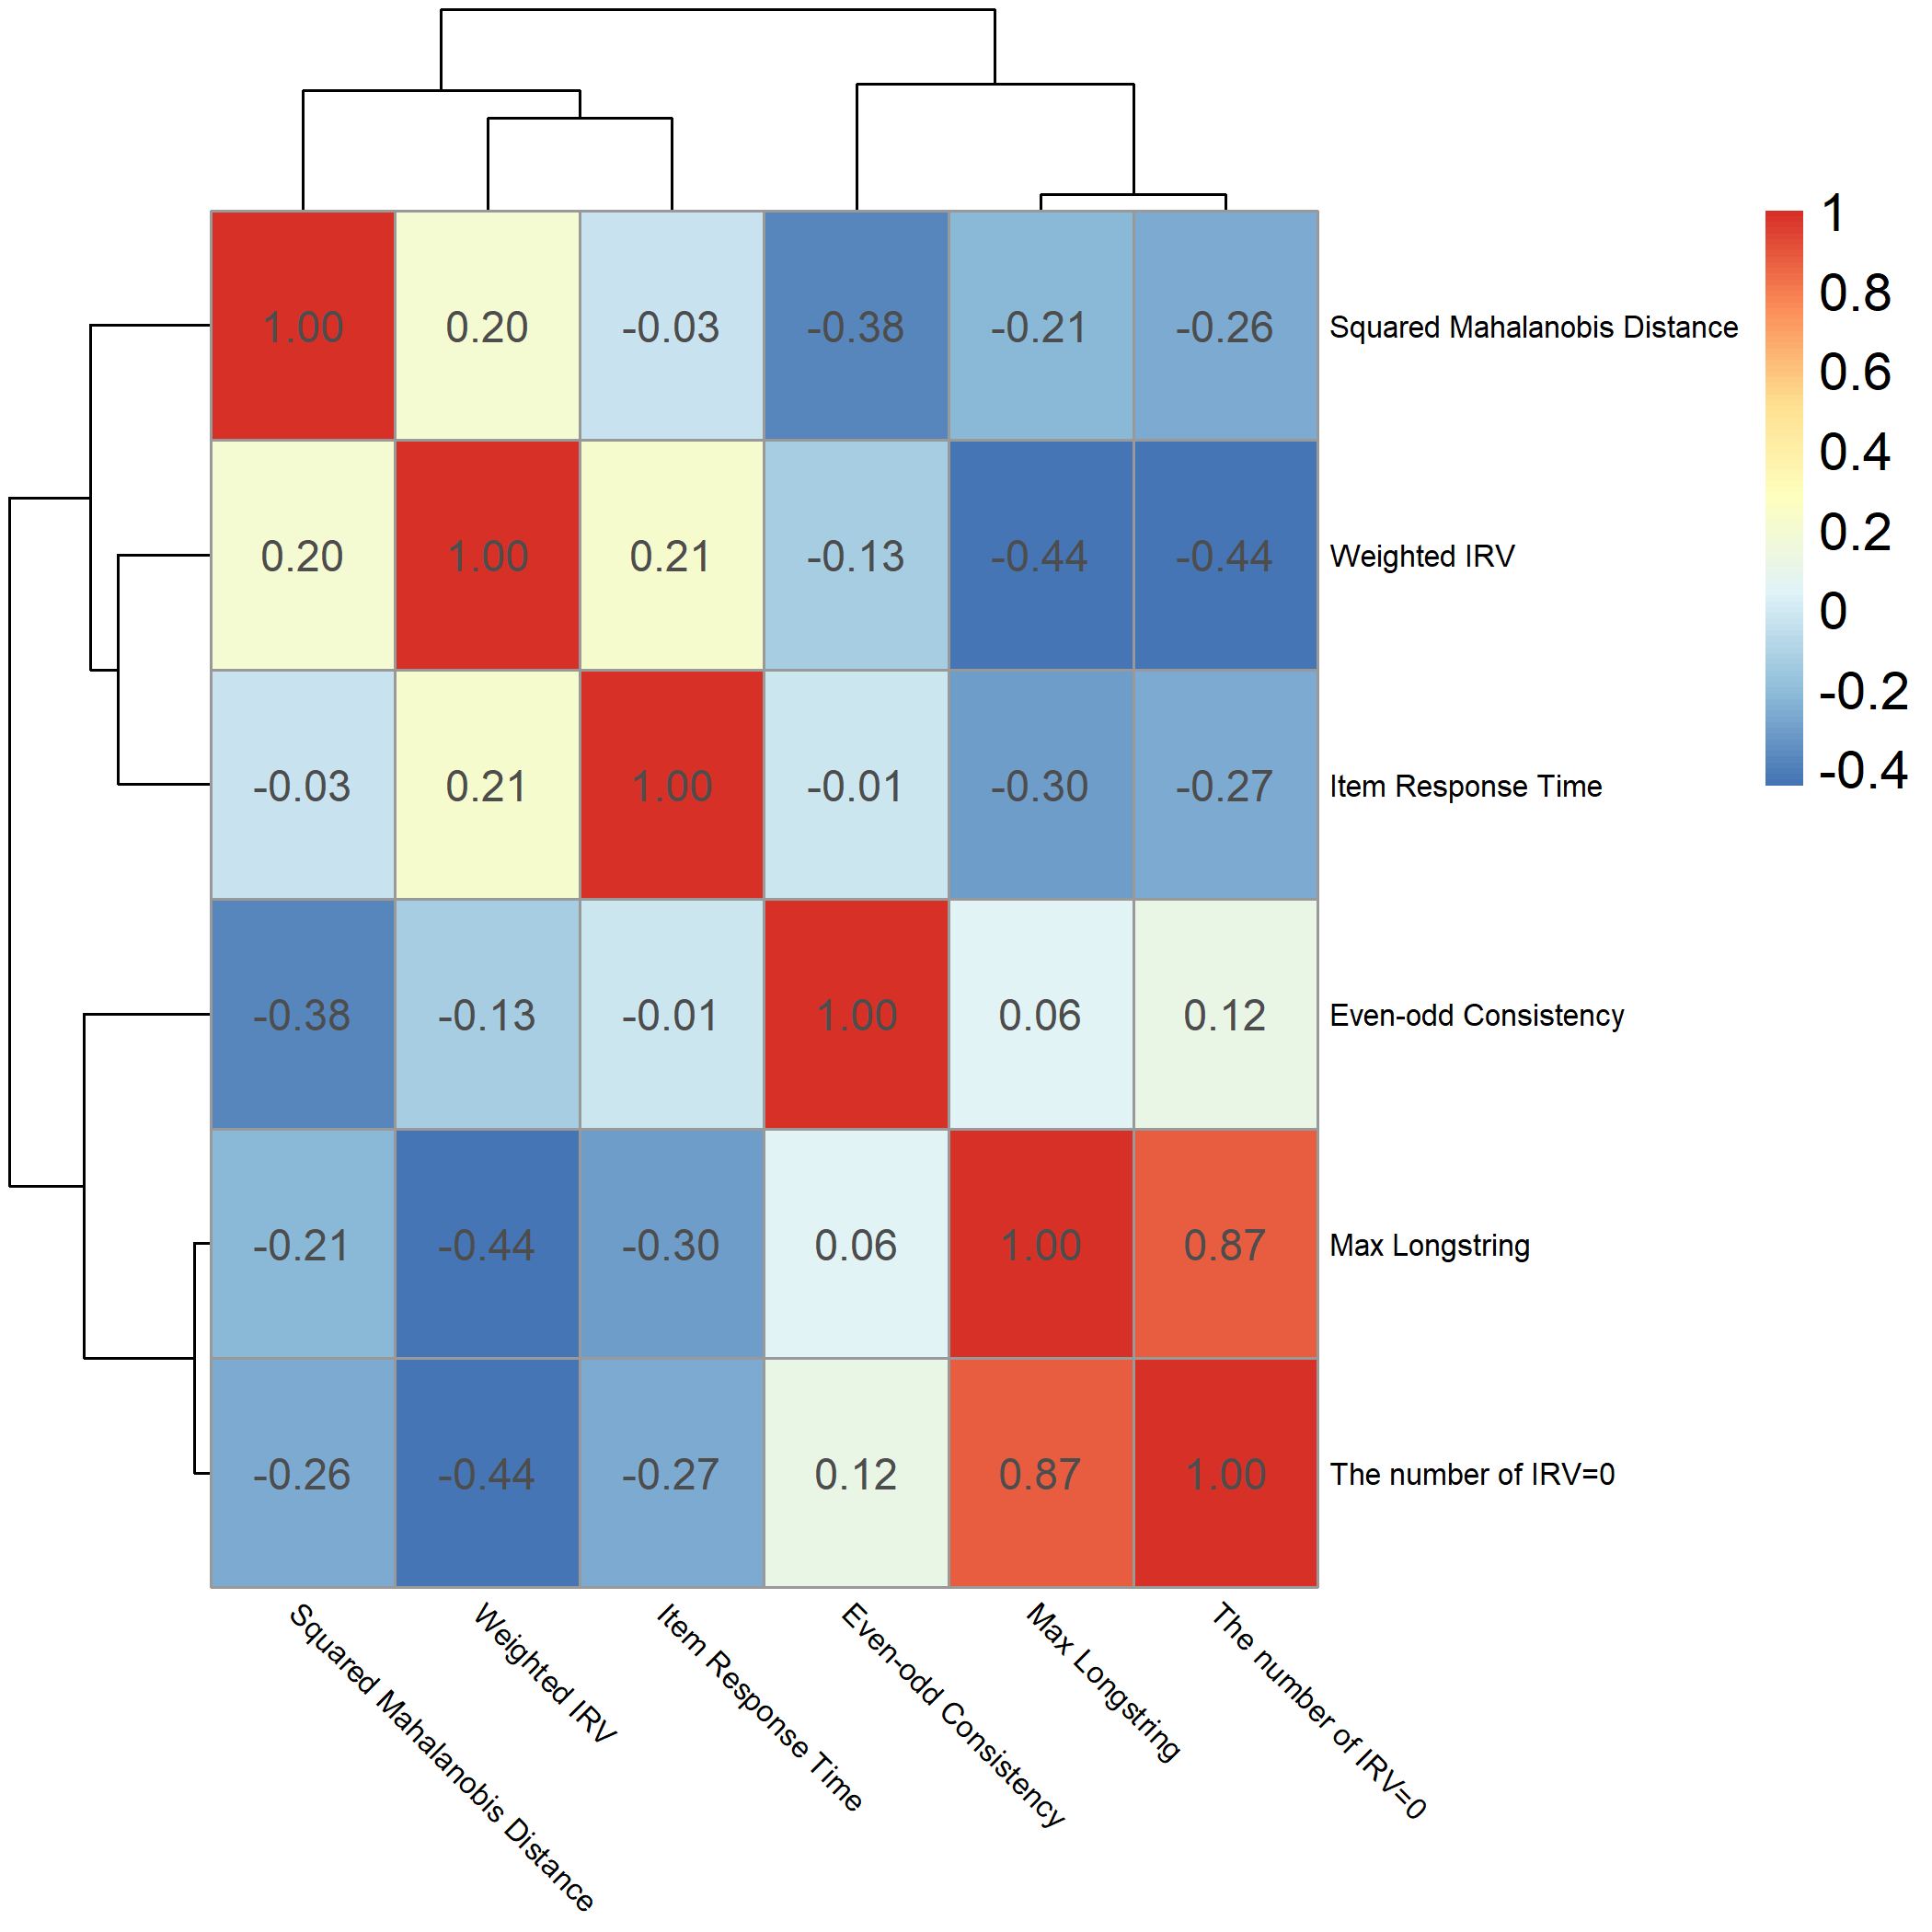 1.00 0.20 -0.03 -0.38 -0.21 -0.26 Squared Mahalanobis Distance
0.20 1.00 0.21 -0.13 -0.44 -0.44 Weighted IRV
-0.03 0.21 1.00 -0.01 -0.30 -0.27 Item Response Time
-0.38 -0.13 -0.01 1.00 0.06 0.12 Even-odd Consistency
-0.21 -0.44 -0.30 0.06 1.00 0.87 Max Longstring
-0.26 -0.44 -0.27 0.12 0.87 1.00 The number of IRV=0
Squared Mahalanobis Distance
Weighted IRV
Item Response Time
Even-odd Consistency
Max Longstring
The number of IRV=0
1
0.8
0.6
0.4
0.2
0
-0.2
-0.4